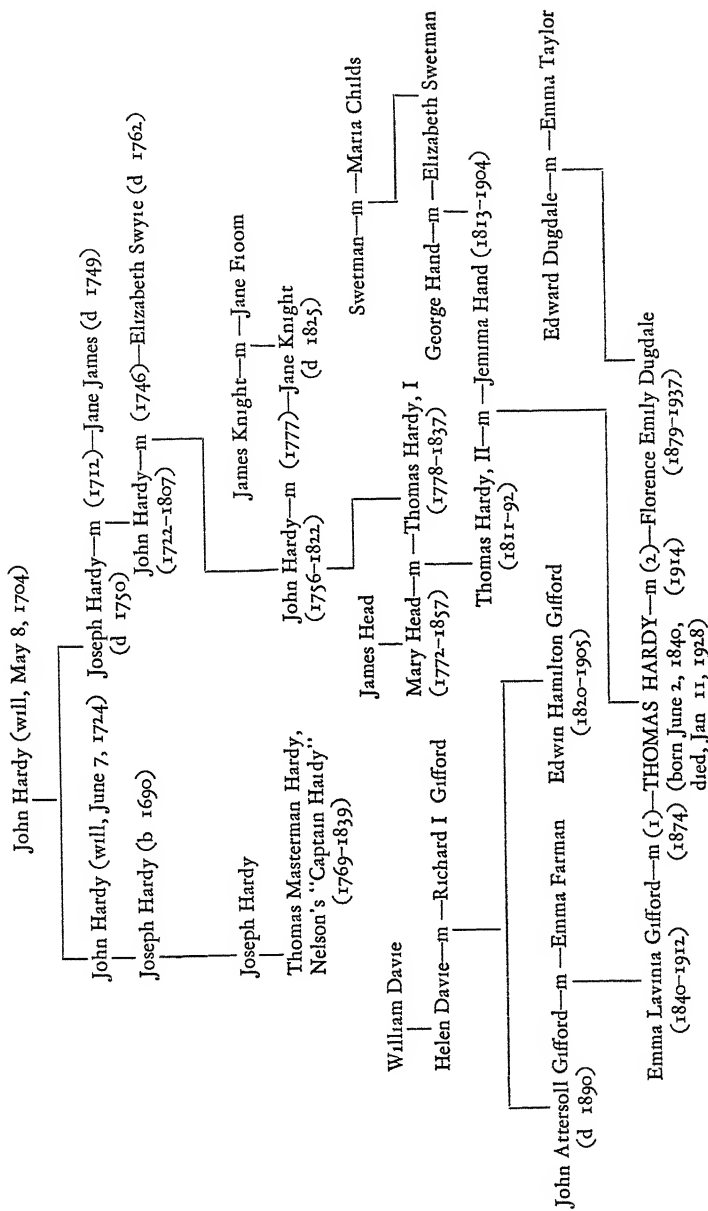 John Hardy (will, May 8, 1704)
John Hardy (will, June 7, 1724) Joseph Hardy—m (1712)—Jane James (d 1749)
(d 1750)
Joseph Hardy (b 1690)
John Hardy—m (1746)—Elizabeth Swyre (d 1762)
(1722–1807)
James Knight—m—Jane Froom
Joseph Hardy
John Hardy—m (1777)—Jane Knight
(1756–1822) (d 1825)
Thomas Masterman Hardy,
Nelson's "Captain Hardy"
(1769–1839)
Swetman—m—Maria Childs
James Head
William Davie
Mary Head—m—Thomas Hardy, I George Hand—m—Elizabeth Swetman
(1772–1857) (1778–1837)
Helen Davie—m—Richard I Gifford
Thomas Hardy, II—m—Jemima Hand (1813–1904)
(1811–92)
John Attersoll Gifford—m—Emma Farman Edwin Hamilton Gifford Edward Dugdale—m—Emma Taylor
(d 1890) (1820–1905)
Emma Lavinia Gifford—m (1)—THOMAS HARDY—m (2)—Florence Emily Dugdale
(1840–1912) (1874) (born June 2, 1840, (1914) (1879–1937)
died, Jan 11, 1928)